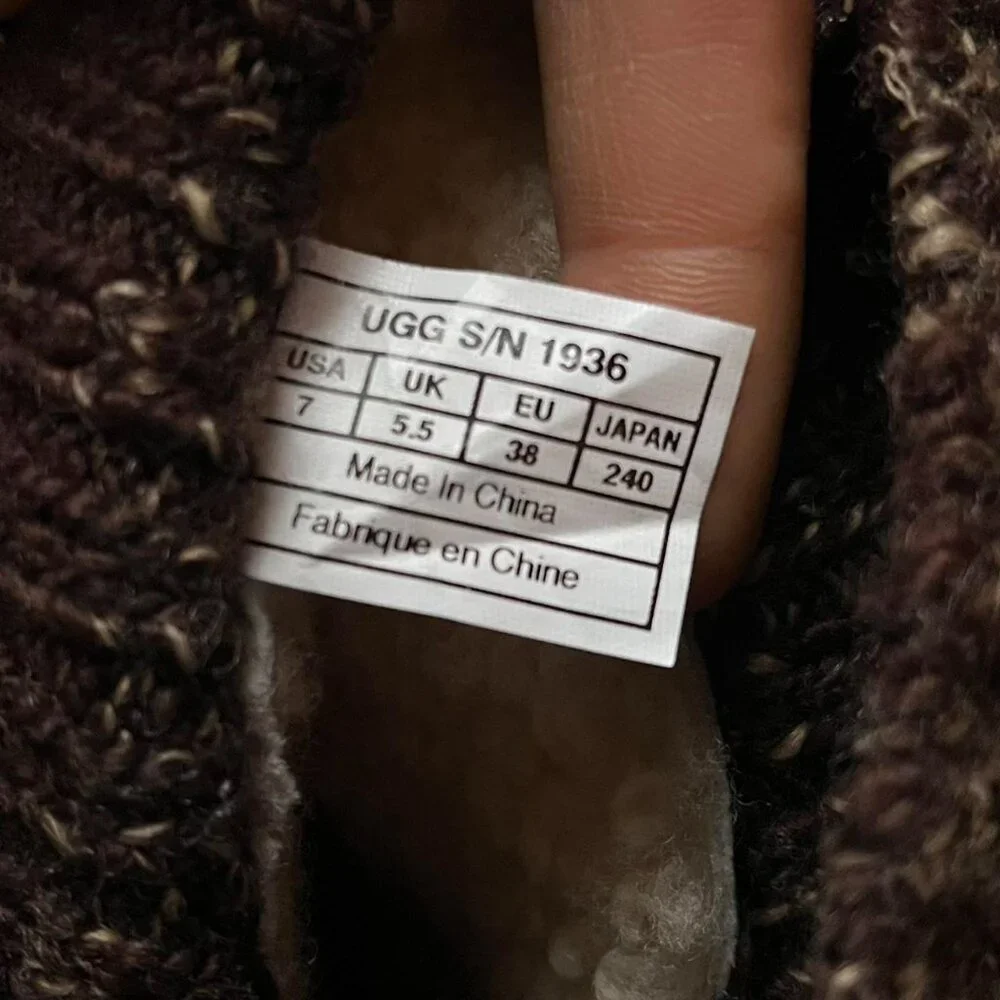 UGG S/N 1936
USA UK EU JAPAN
7 5.5 38 240
Made In China
Fabrique en Chine